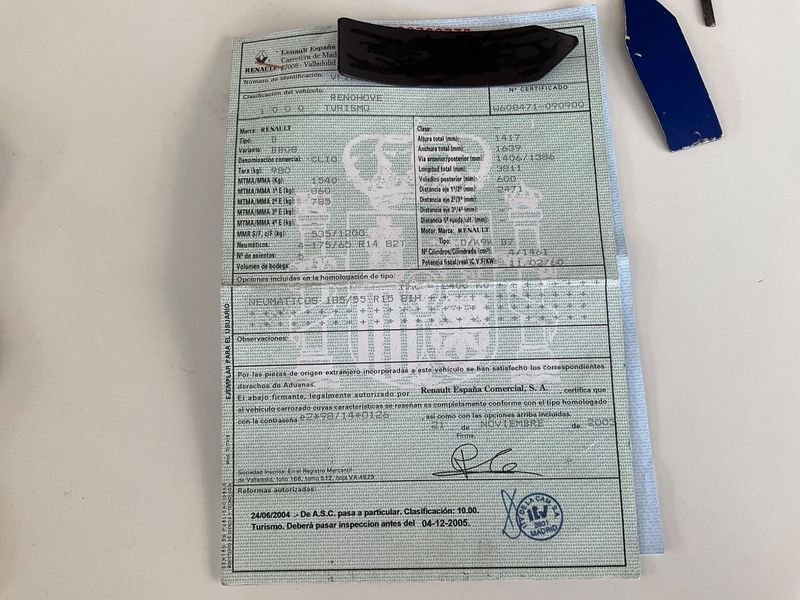 Renault España
Carretera de Mad
RENAULT 47008 - Valladolid
Número de identificación:
Clasificación del vehículo: Nº CERTIFICADO
RENOMOVE
1000 TURISMO W608471-090900
Marca: RENAULT
Tipo: B
Variante: BB08
Denominación comercial: CLIO
Tara (kg): 980
MTMA/MMA (kg): 1540
MTMA/MMA 1º E (kg): 860
MTMA/MMA 2º E (kg): 785
MTMA/MMA 3º E (kg):
MTMA/MMA 4º E (kg):
MMR S/F, c/F (kg): 535/1200
Neumáticos: 4-175/65 R14 82T
Nº de asientos: 5
Volumen de bodega:
Clase:
Altura total (mm): 1417
Anchura total (mm): 1639
Vía anterior/posterior (mm): 1406/1386
Longitud total (mm):
Voladizo posterior (mm): 600
Distancia eje 1º/2º (mm): 2471
Distancia eje 2º/3º (mm):
Distancia eje 3º/4º (mm):
Distancia 5ª rueda/ult. (mm):
Motor Marca: RENAULT
Tipo: D/K9K B7
Nº Cilindros/Cilindrada (cm³) 4/1461
Potencia fiscal/real (C.V.F/KW): 11,02/60
Opciones incluidas en la homologación de tipo:
NEUMATICOS 185/55 R15 81H
Observaciones:
Por las piezas de origen extranjero incorporadas a este vehículo se han satisfecho los correspondientes
derechos de Aduanas.
El abajo firmante, legalmente autorizado por Renault España Comercial, S. A. certifica que
el vehículo carrozado cuyas características se reseñan es completamente conforme con el tipo homologado
con la contraseña e2*98/14*0126 así como con las opciones arriba incluidas.
21 de NOVIEMBRE de
Firma,
Sociedad Inscrita: En el Registro Mercantil
de Valladolid, folio 166, tomo 512, hoja VA 4629
Reformas autorizadas:
24/06/2004 .- De A.S.C. pasa a particular. Clasificación: 10.00.
Turismo. Deberá pasar inspeccion antes del 04-12-2005.
MADRID
EJEMPLAR PARA EL USUARIO